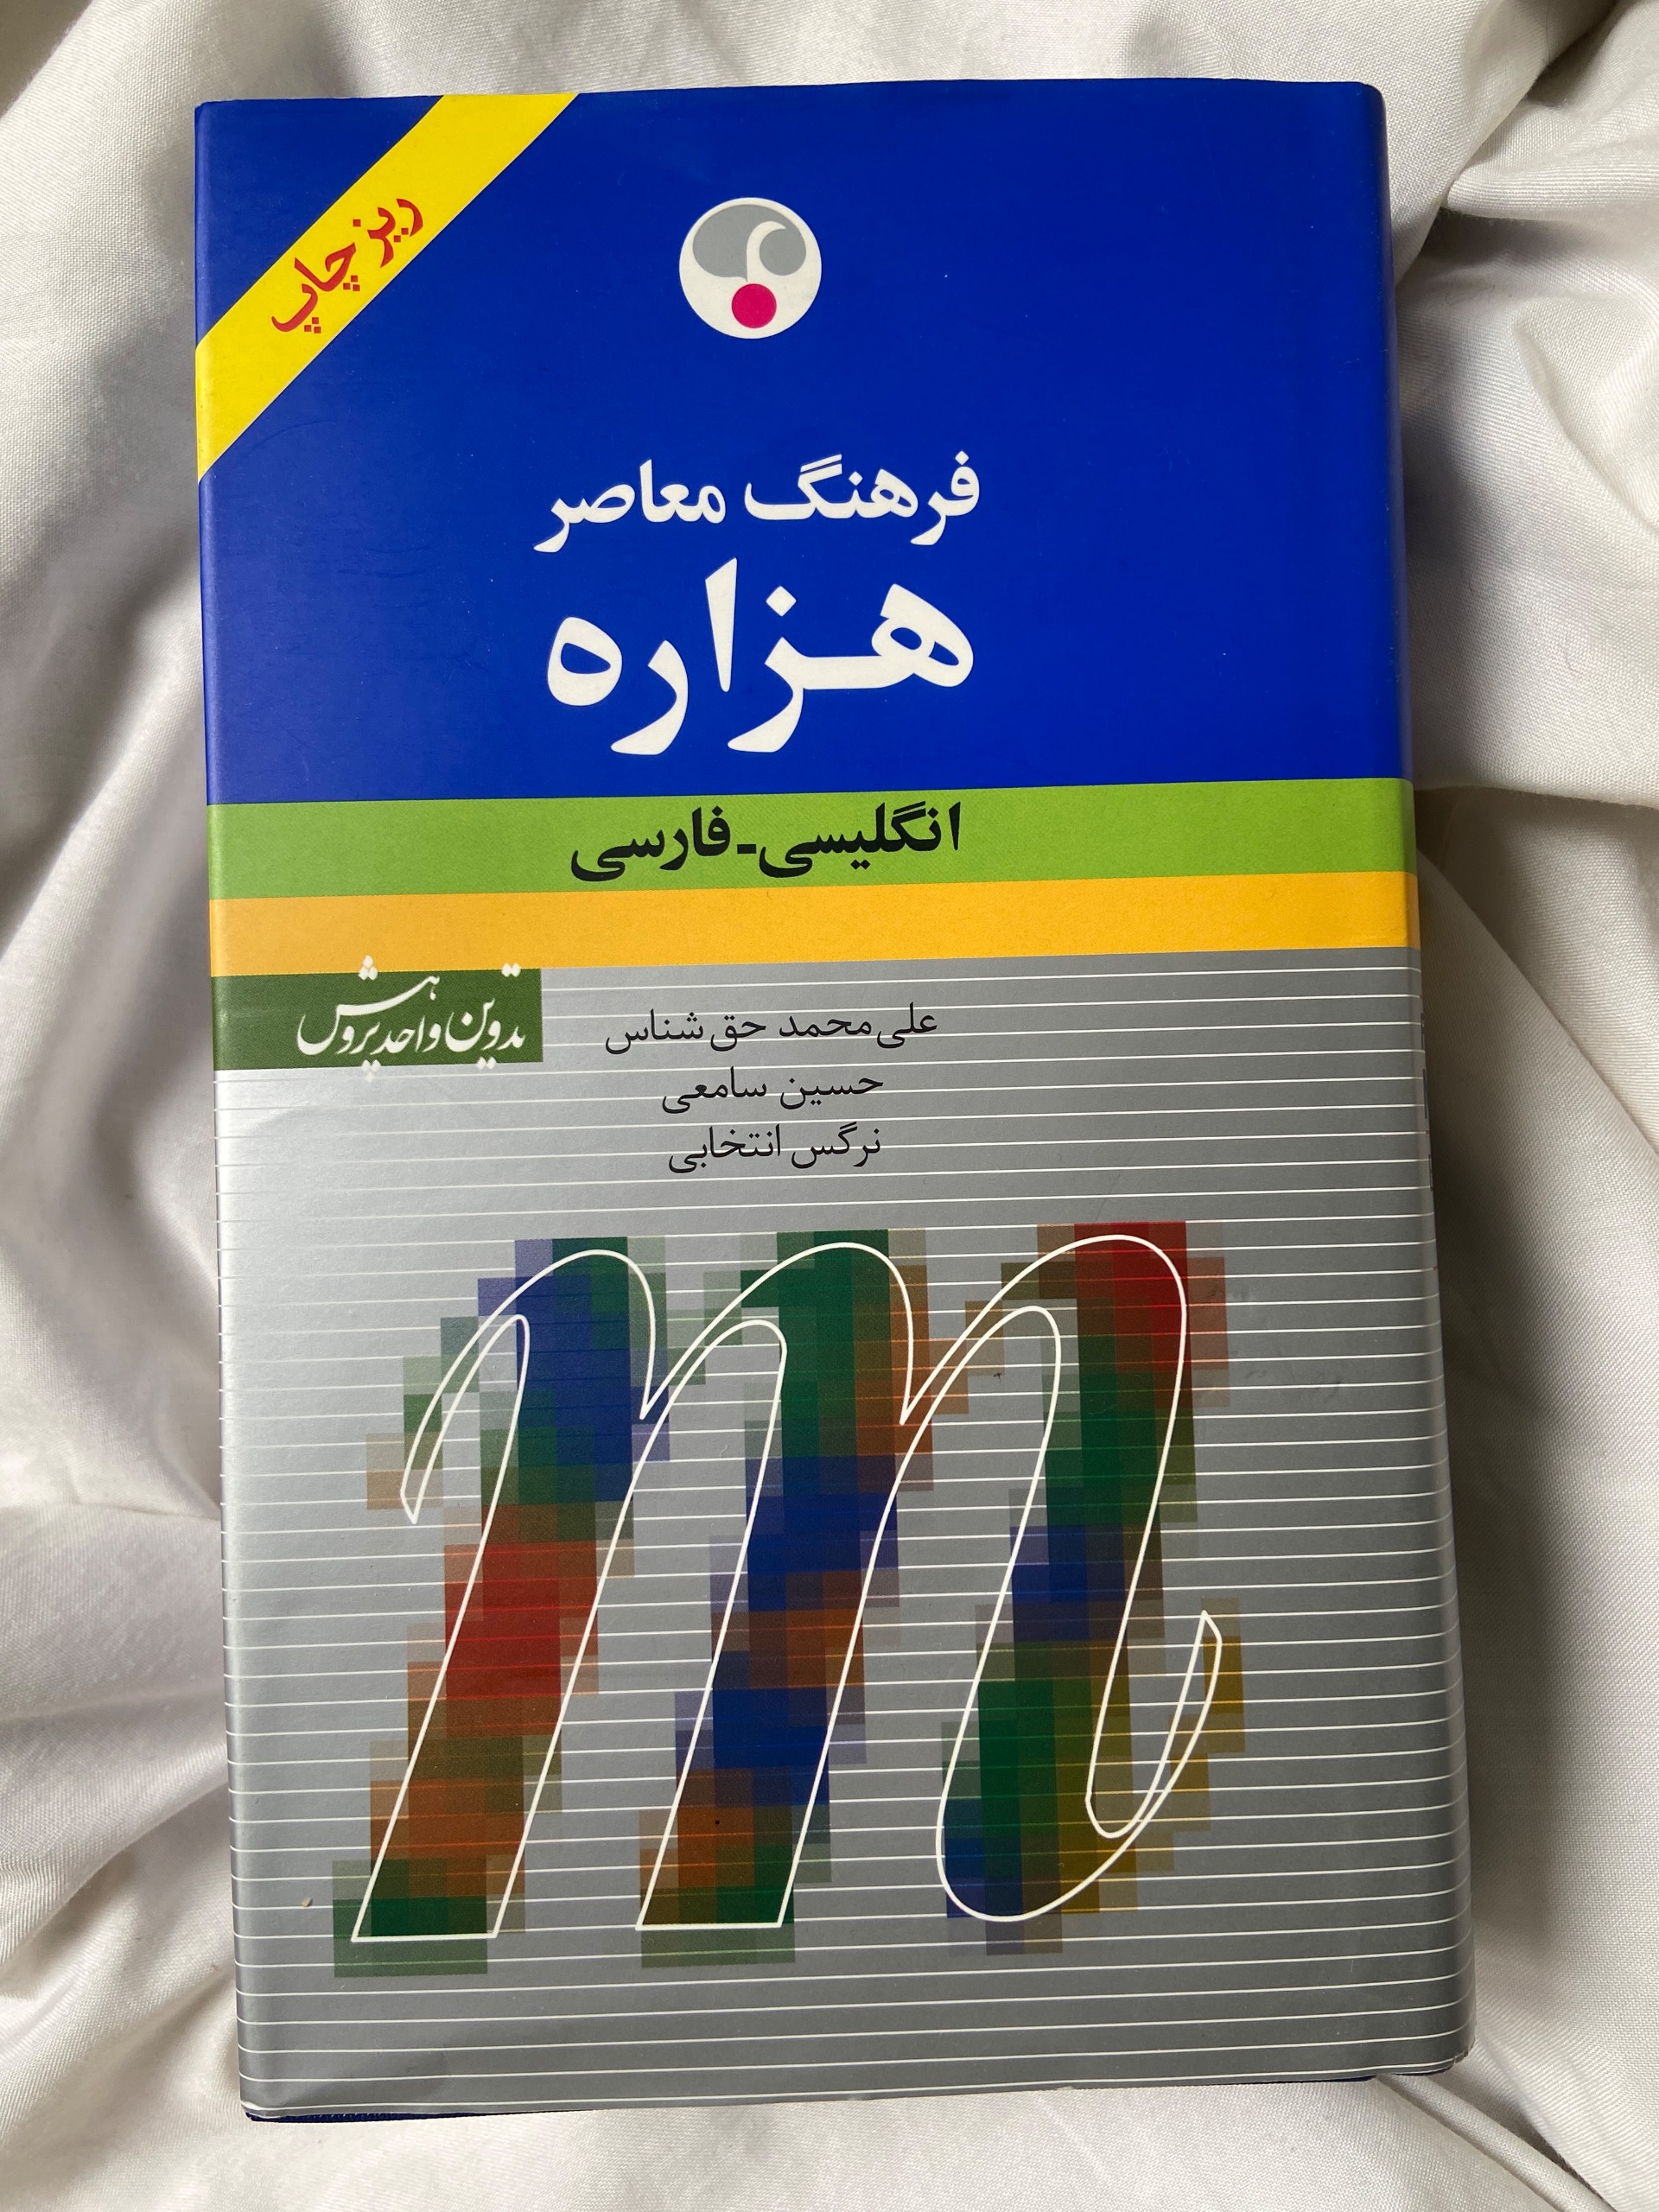 ریز چاپ
فرهنگ معاصر
هزاره
انگلیسی-فارسی
تدوین واحد پژوهش
علی‌محمد حق‌شناس
حسین سامعی
نرگس انتخابی
m